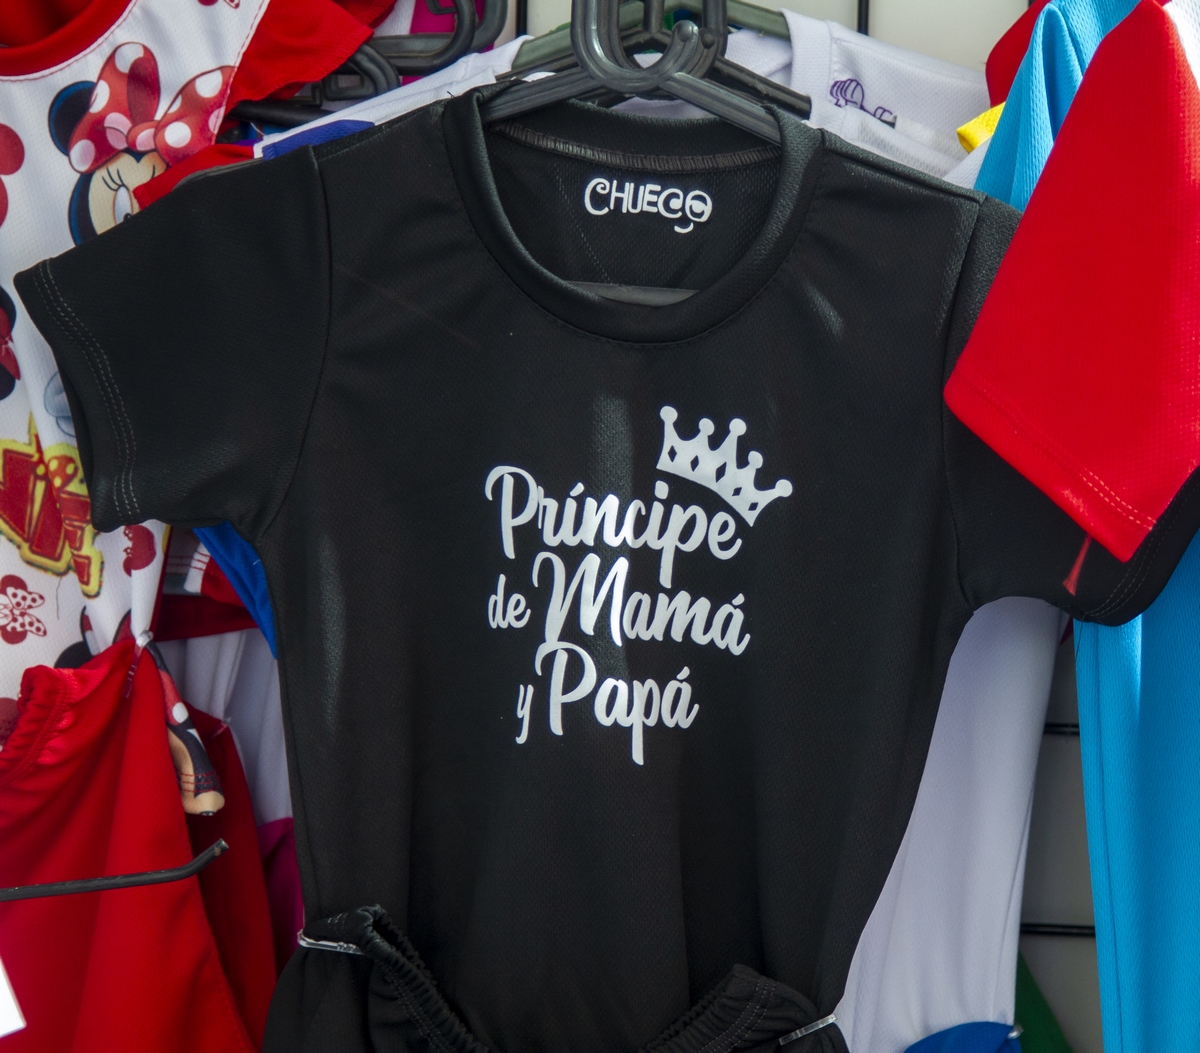 CHUECO
Príncipe
de Mamá
y Papá